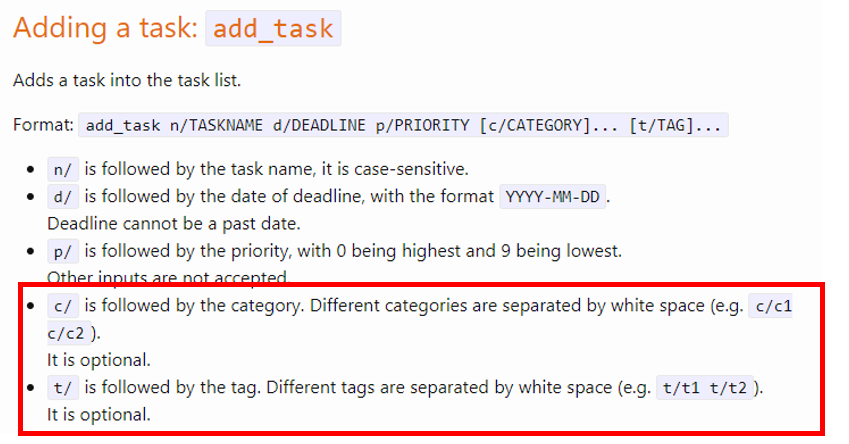 Adding a task: add_task
Adds a task into the task list.
Format: add_task n/TASKNAME d/DEADLINE p/PRIORITY [c/CATEGORY]... [t/TAG]...
n/ is followed by the task name, it is case-sensitive.
d/ is followed by the date of deadline, with the format YYYY-MM-DD.
Deadline cannot be a past date.
p/ is followed by the priority, with 0 being highest and 9 being lowest.
Other inputs are not accepted.
c/ is followed by the category. Different categories are separated by white space (e.g. c/c1
c/c2).
It is optional.
t/ is followed by the tag. Different tags are separated by white space (e.g. t/t1 t/t2).
It is optional.